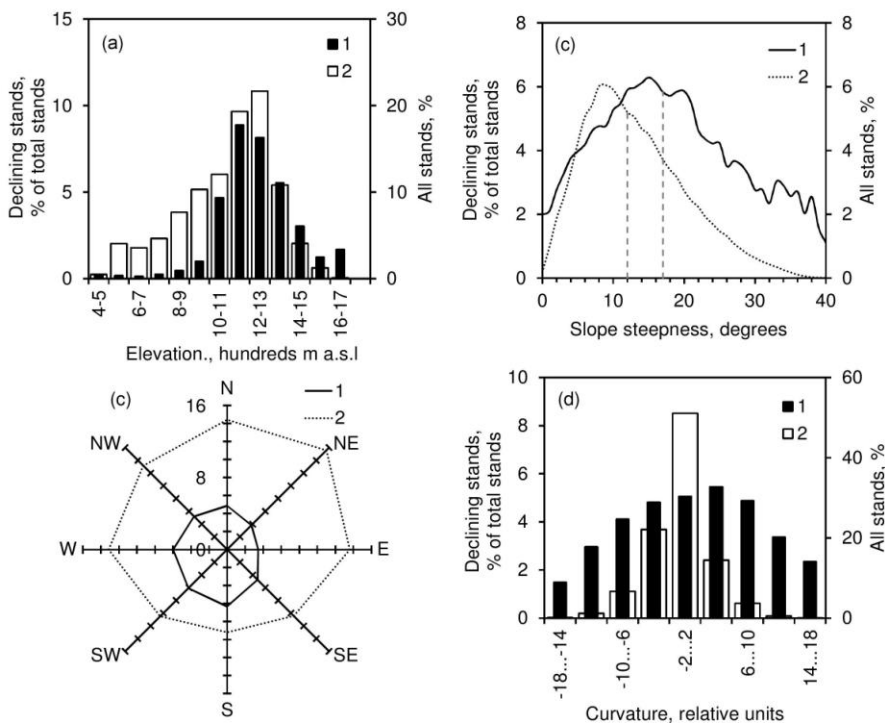 (a)
1
2
15
10
5
0
30
20
10
0
Declining stands,
% of total stands
All stands, %
4-5
6-7
8-9
10-11
12-13
14-15
16-17
Elevation., hundreds m a.s.l
(c)
1
2
8
6
4
2
0
8
6
4
2
0
Declining stands,
% of total stands
All stands, %
0
10
20
30
40
Slope steepness, degrees
(c)
1
2
N
NE
E
SE
S
SW
W
NW
16
8
0
(d)
1
2
10
8
6
4
2
0
60
40
20
0
Declining stands,
% of total stands
All stands, %
-18...-14
-10...-6
-2...2
6...10
14...18
Curvature, relative units